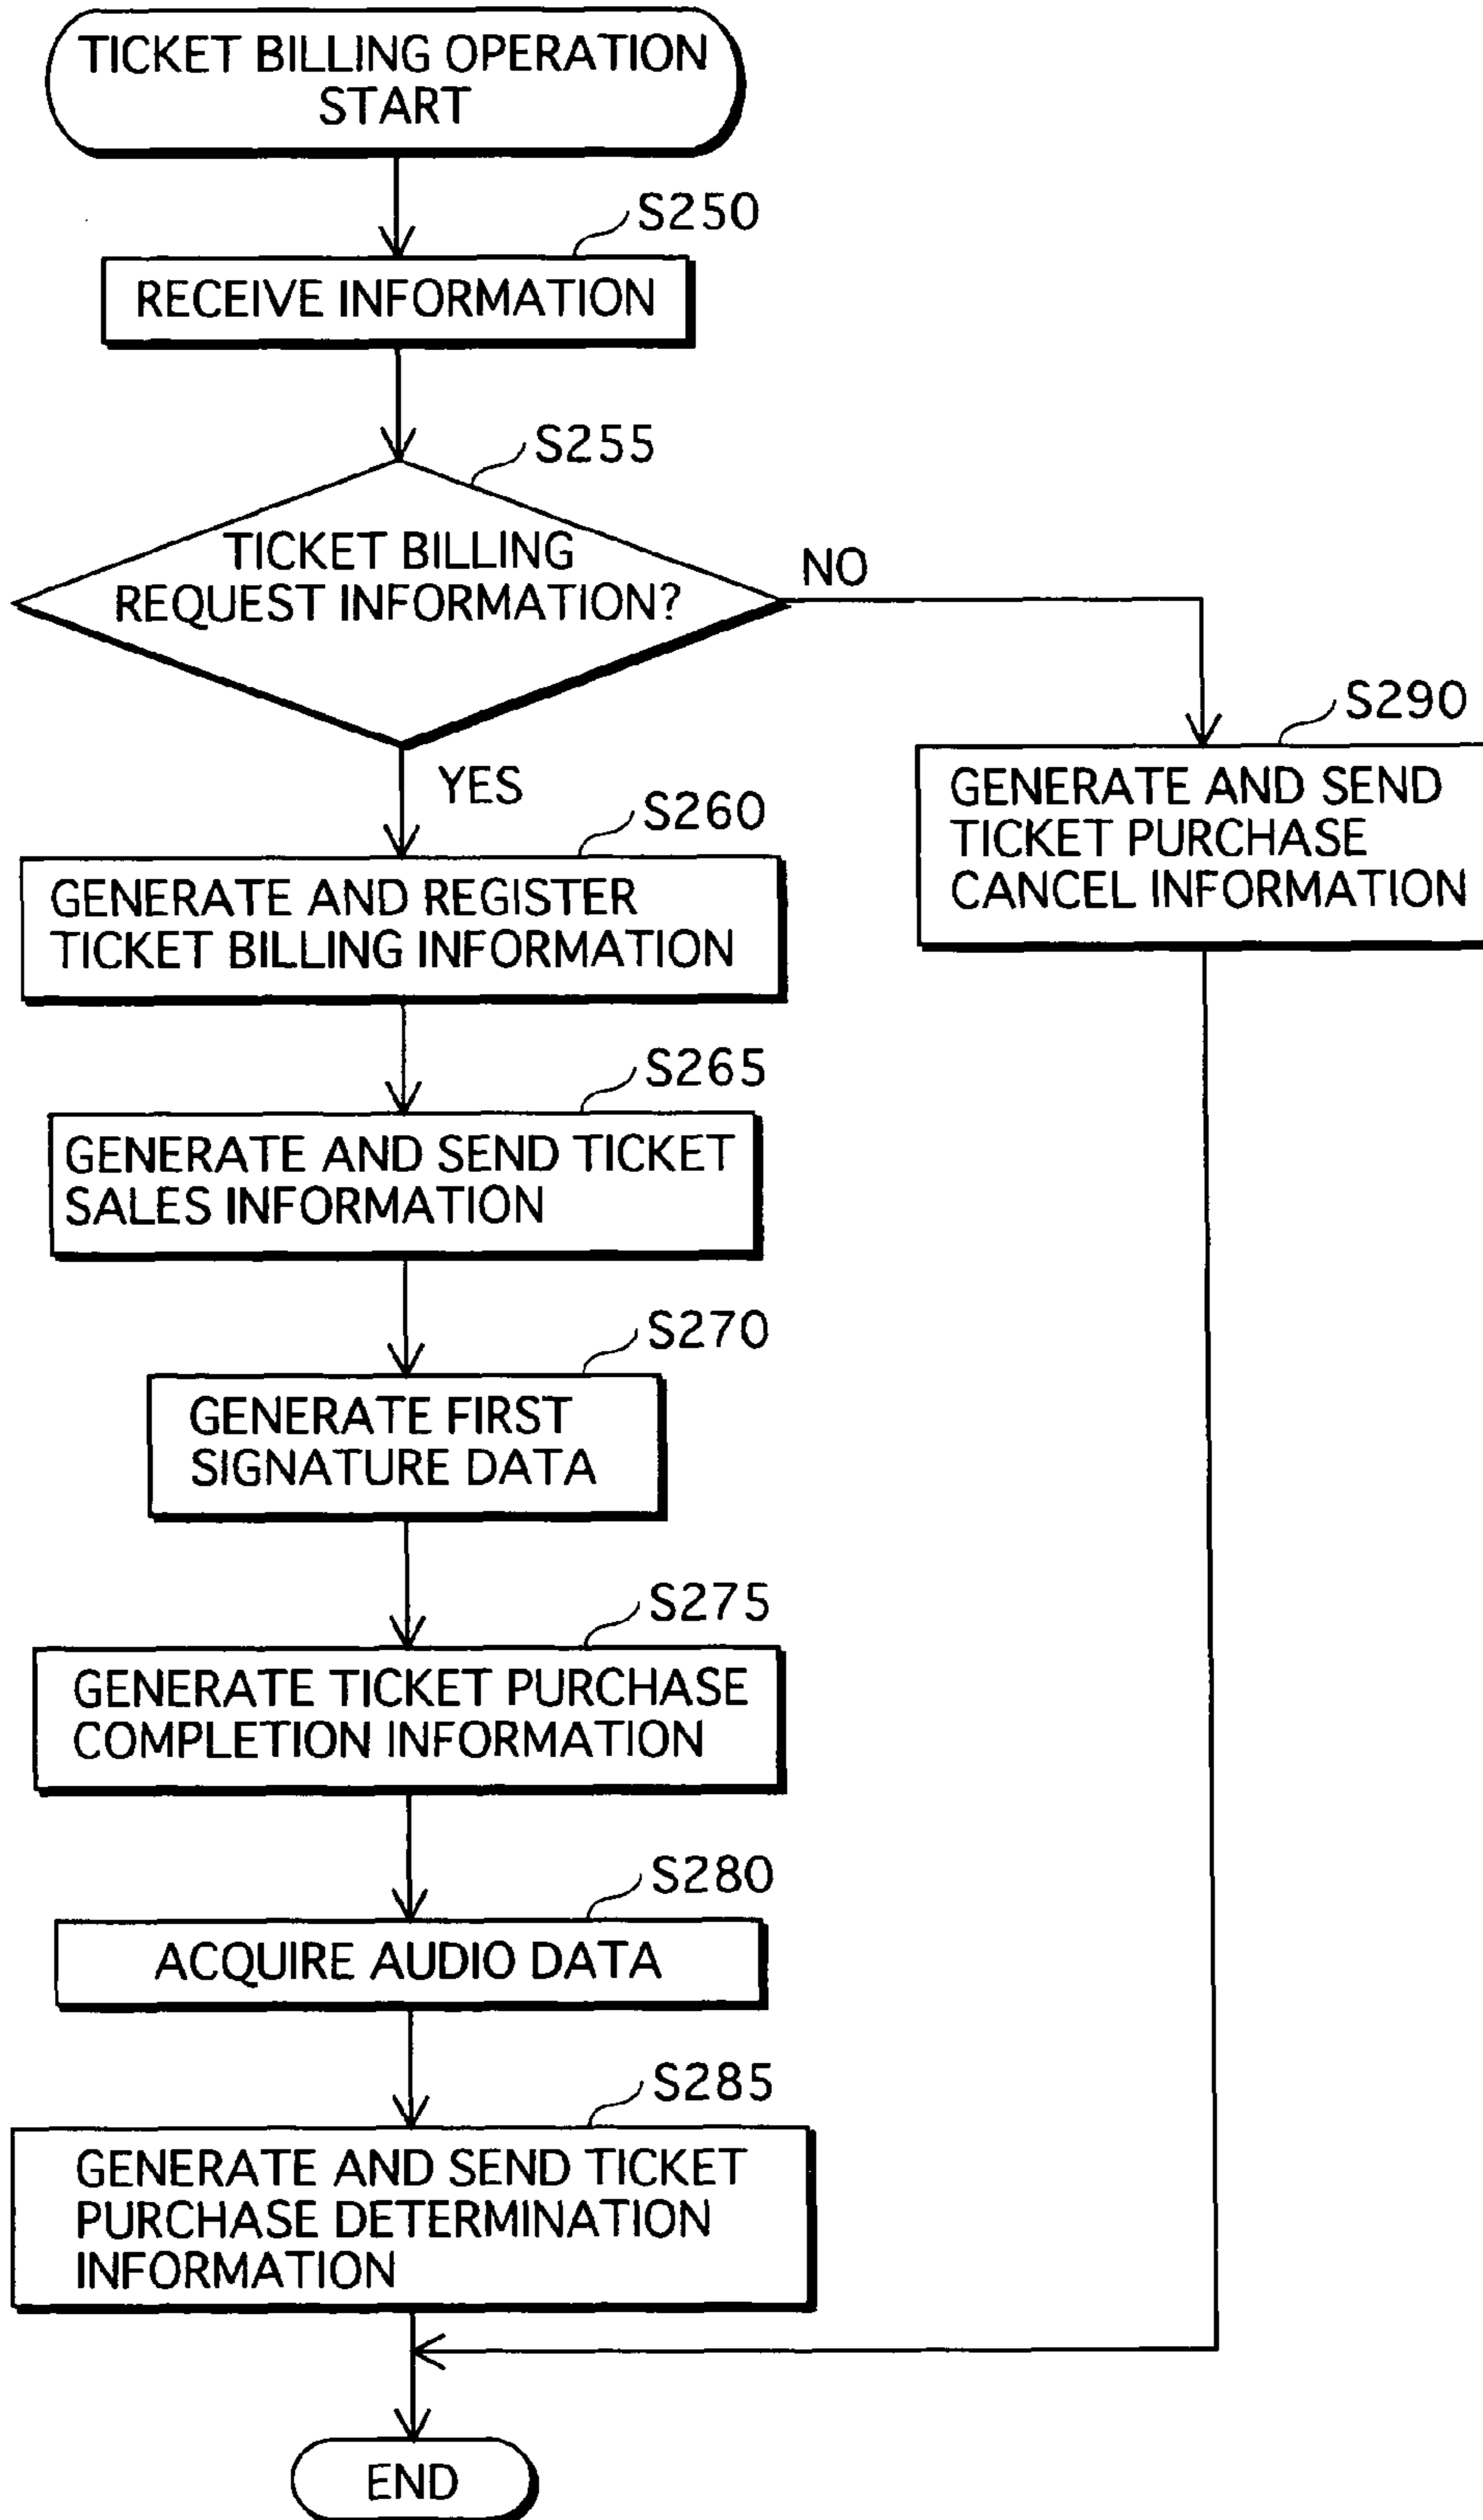 TICKET BILLING OPERATION
START
S250
RECEIVE INFORMATION
S255
TICKET BILLING
REQUEST INFORMATION?
NO
YES
S290
GENERATE AND SEND
TICKET PURCHASE
CANCEL INFORMATION
S260
GENERATE AND REGISTER
TICKET BILLING INFORMATION
S265
GENERATE AND SEND TICKET
SALES INFORMATION
S270
GENERATE FIRST
SIGNATURE DATA
S275
GENERATE TICKET PURCHASE
COMPLETION INFORMATION
S280
ACQUIRE AUDIO DATA
S285
GENERATE AND SEND TICKET
PURCHASE DETERMINATION
INFORMATION
END